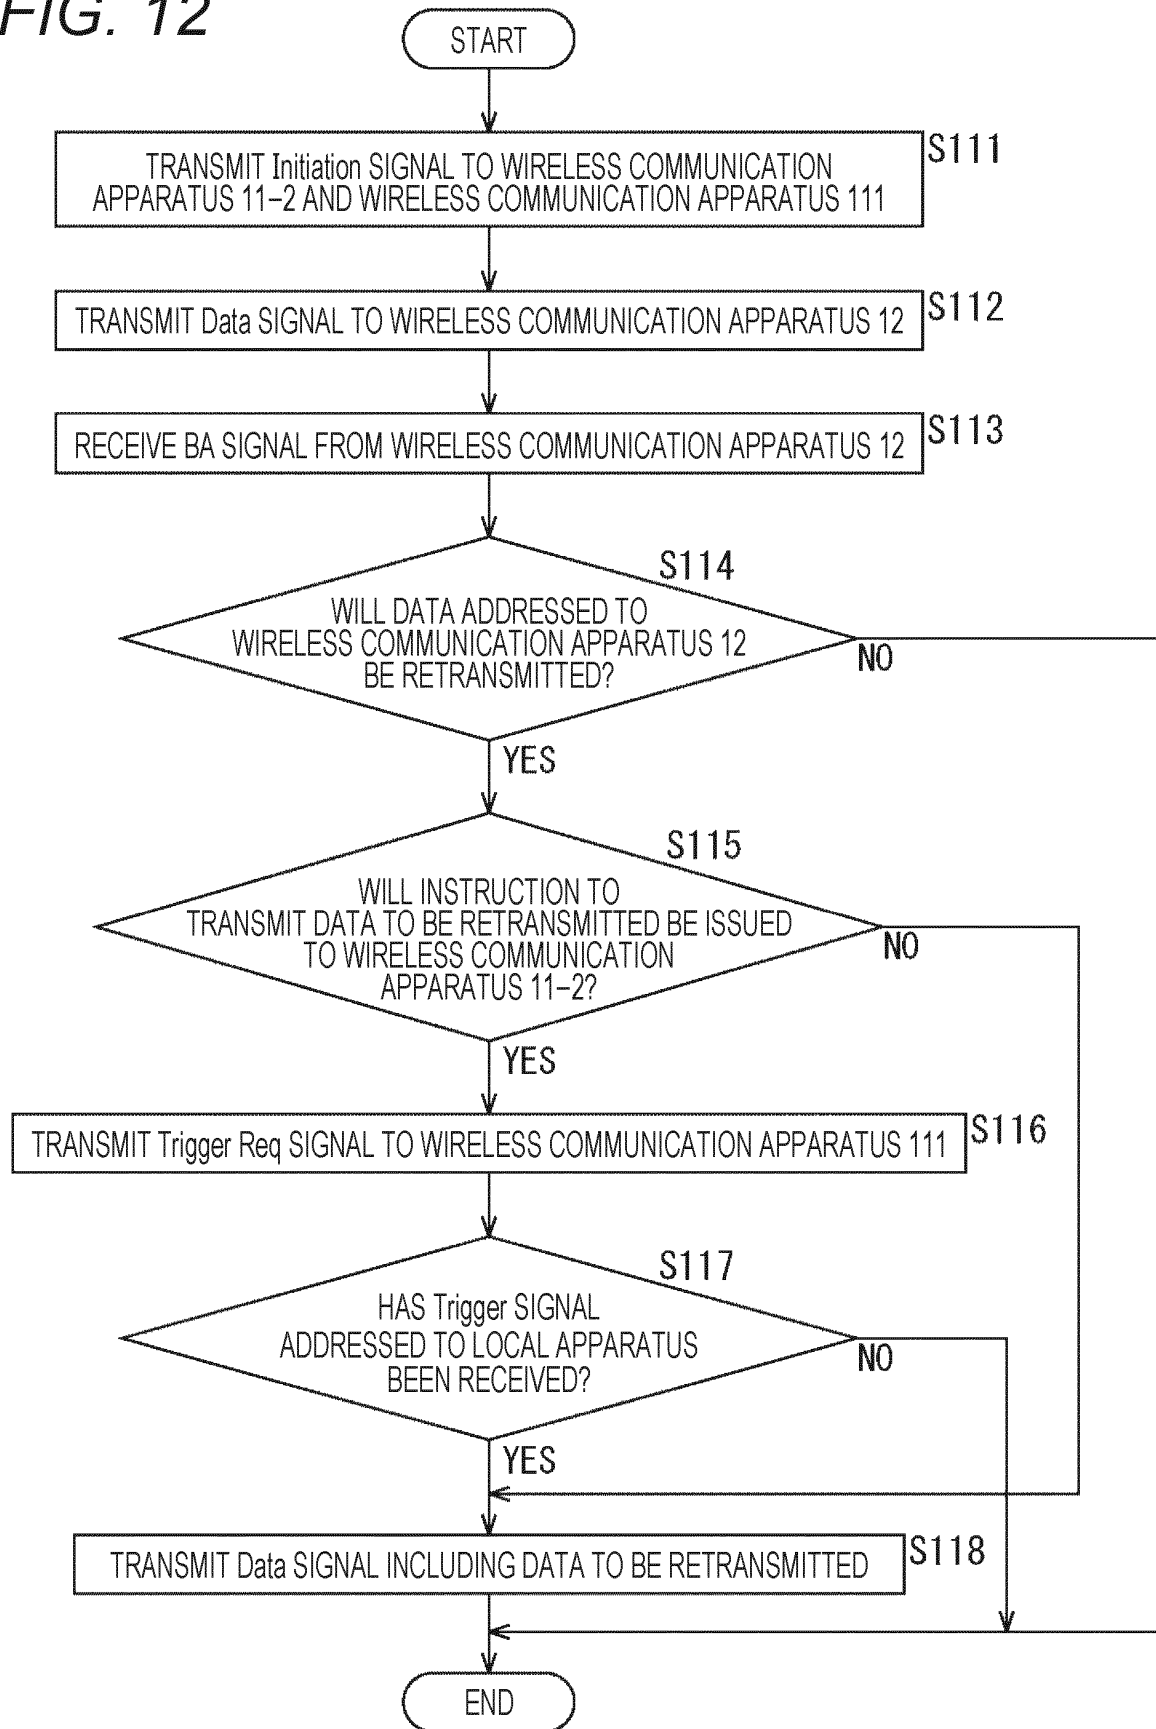 FIG. 12
START
TRANSMIT Initiation SIGNAL TO WIRELESS COMMUNICATION
APPARATUS 11-2 AND WIRELESS COMMUNICATION APPARATUS 111
S111
TRANSMIT Data SIGNAL TO WIRELESS COMMUNICATION APPARATUS 12
S112
RECEIVE BA SIGNAL FROM WIRELESS COMMUNICATION APPARATUS 12
S113
S114
WILL DATA ADDRESSED TO
WIRELESS COMMUNICATION APPARATUS 12
BE RETRANSMITTED?
NO
YES
S115
WILL INSTRUCTION TO
TRANSMIT DATA TO BE RETRANSMITTED BE ISSUED
TO WIRELESS COMMUNICATION
APPARATUS 11-2?
NO
YES
TRANSMIT Trigger Req SIGNAL TO WIRELESS COMMUNICATION APPARATUS 111
S116
S117
HAS Trigger SIGNAL
ADDRESSED TO LOCAL APPARATUS
BEEN RECEIVED?
NO
YES
TRANSMIT Data SIGNAL INCLUDING DATA TO BE RETRANSMITTED
S118
END